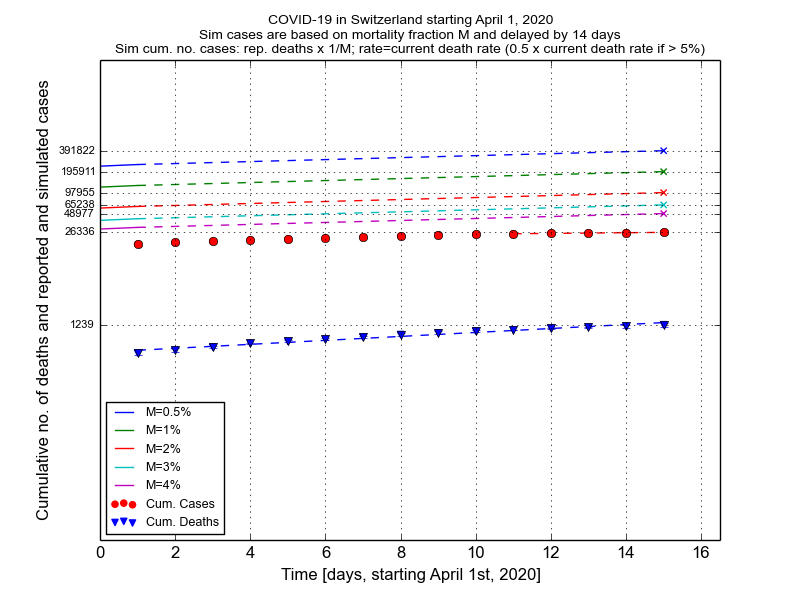 COVID-19 in Switzerland starting April 1, 2020
Sim cases are based on mortality fraction M and delayed by 14 days
Sim cum. no. cases: rep. deaths x 1/M; rate=current death rate (0.5 x current death rate if > 5%)
Cumulative no. of deaths and reported and simulated cases
391822
195911
97955
65238
48977
26336
1239
M=0.5%
M=1%
M=2%
M=3%
M=4%
Cum. Cases
Cum. Deaths
0 2 4 6 8 10 12 14 16
Time [days, starting April 1st, 2020]